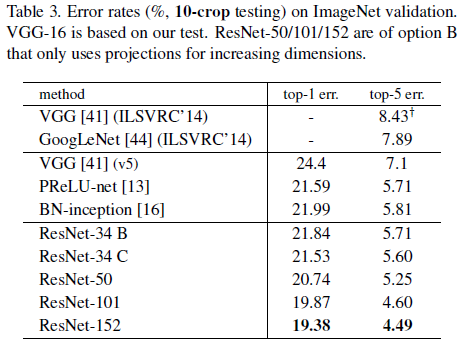 Table 3. Error rates (%, 10-crop testing) on ImageNet validation.
VGG-16 is based on our test. ResNet-50/101/152 are of option B
that only uses projections for increasing dimensions.
method top-1 err. top-5 err.
VGG [41] (ILSVRC'14) - 8.43†
GoogLeNet [44] (ILSVRC'14) - 7.89
VGG [41] (v5) 24.4 7.1
PReLU-net [13] 21.59 5.71
BN-inception [16] 21.99 5.81
ResNet-34 B 21.84 5.71
ResNet-34 C 21.53 5.60
ResNet-50 20.74 5.25
ResNet-101 19.87 4.60
ResNet-152 19.38 4.49